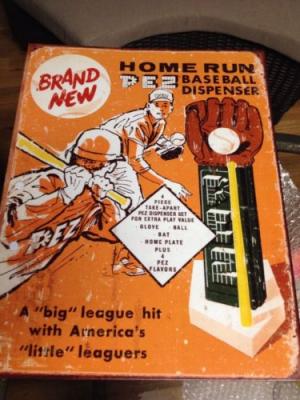 HOME RUN
PEZ BASEBALL
DISPENSER
BRAND
NEW
4
PIECE
TAKE-APART
PEZ DISPENSER SET
FOR EXTRA PLAY VALUE
GLOVE BALL
BAT
HOME PLATE
PLUS
4
PEZ
FLAVORS
PEZ
PEZ
A "big" league hit
with America's
"little" leaguers